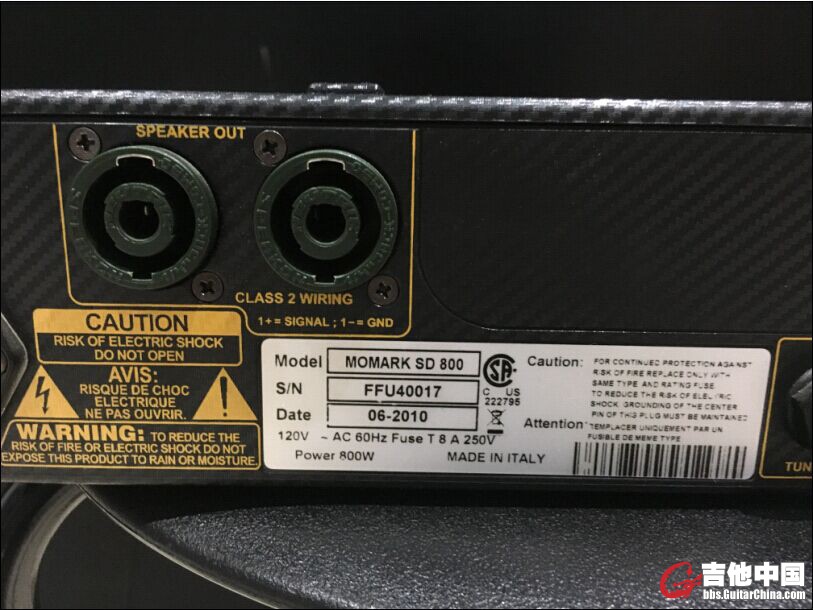 SPEAKER OUT
CLASS 2 WIRING
1+= SIGNAL ; 1-= GND
CAUTION
RISK OF ELECTRIC SHOCK
DO NOT OPEN
AVIS:
RISQUE DE CHOC
ELECTRIQUE
NE PAS OUVRIR.
WARNING: TO REDUCE THE
RISK OF FIRE OR ELECTRIC SHOCK DO NOT
EXPOSE THIS PRODUCT TO RAIN OR MOISTURE
Model MOMARK SD 800
S/N FFU40017
Date 06-2010
120V ~ AC 60Hz Fuse T 8 A 250V
Power 800W MADE IN ITALY
C US
222795
Caution: FOR CONTINUED PROTECTION AGAINST
RISK OF FIRE REPLACE ONLY WITH
SAME TYPE AND RATING FUSE
TO REDUCE THE RISK OF ELECTRIC
SHOCK GROUNDING OF THE CENTER
PIN OF THIS PLUG MUST BE MAINTAINED
Attention: REMPLACER UNIQUEMENT PAR UN
FUSIBLE DE MEME TYPE
TUN
吉他中国
bbs.GuitarChina.com